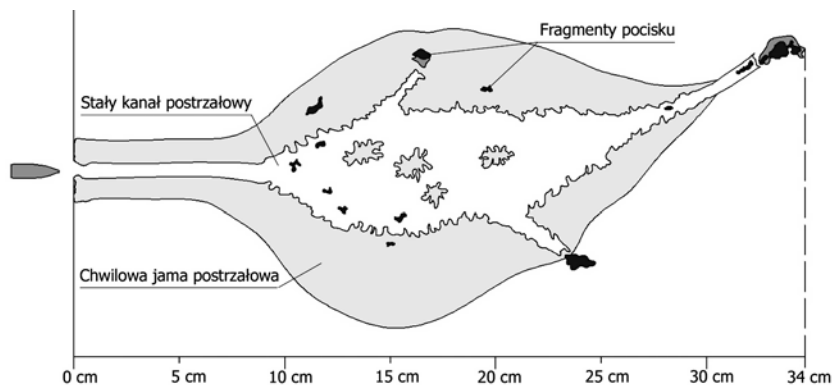 Fragmenty pocisku
Stały kanał postrzałowy
Chwilowa jama postrzałowa
0 cm 5 cm 10 cm 15 cm 20 cm 25 cm 30 cm 34 cm